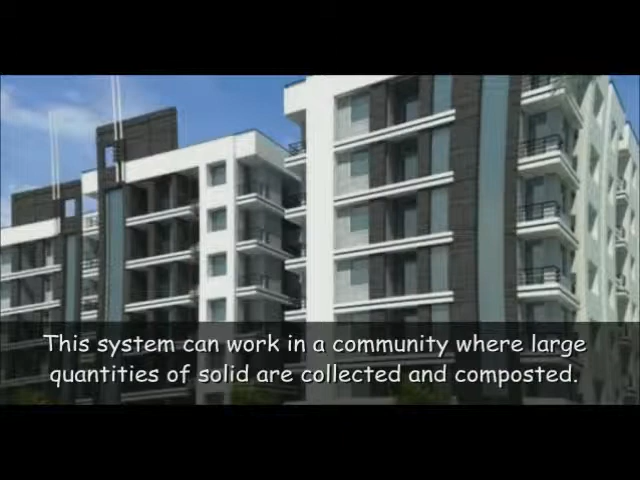 This system can work in a community where large
quantities of solid are collected and composted.